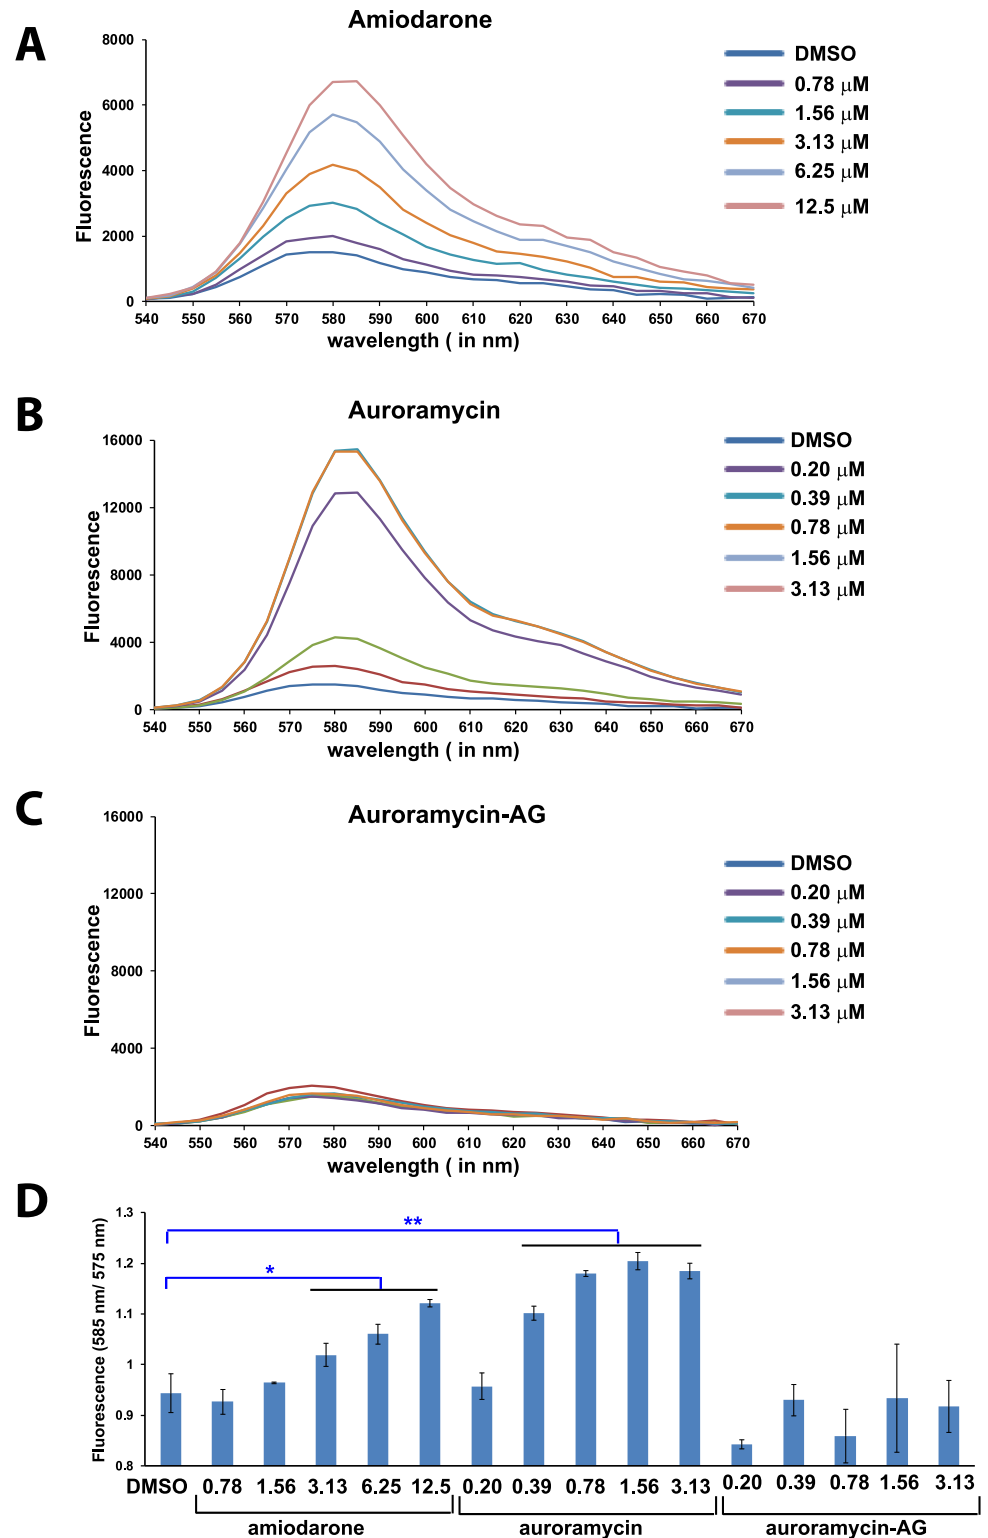 A
Amiodarone
8000
6000
4000
2000
0
Fluorescence
540 550 560 570 580 590 600 610 620 630 640 650 660 670
wavelength ( in nm)
DMSO
0.78 μM
1.56 μM
3.13 μM
6.25 μM
12.5 μM
B
Auroramycin
16000
12000
8000
4000
0
Fluorescence
540 550 560 570 580 590 600 610 620 630 640 650 660 670
wavelength ( in nm)
DMSO
0.20 μM
0.39 μM
0.78 μM
1.56 μM
3.13 μM
C
Auroramycin-AG
16000
12000
8000
4000
0
Fluorescence
540 550 560 570 580 590 600 610 620 630 640 650 660 670
wavelength ( in nm)
DMSO
0.20 μM
0.39 μM
0.78 μM
1.56 μM
3.13 μM
D
1.3
1.2
1.1
1
0.9
0.8
Fluorescence (585 nm/ 575 nm)
**
*
DMSO 0.78 1.56 3.13 6.25 12.5 0.20 0.39 0.78 1.56 3.13 0.20 0.39 0.78 1.56 3.13
amiodarone auroramycin auroramycin-AG